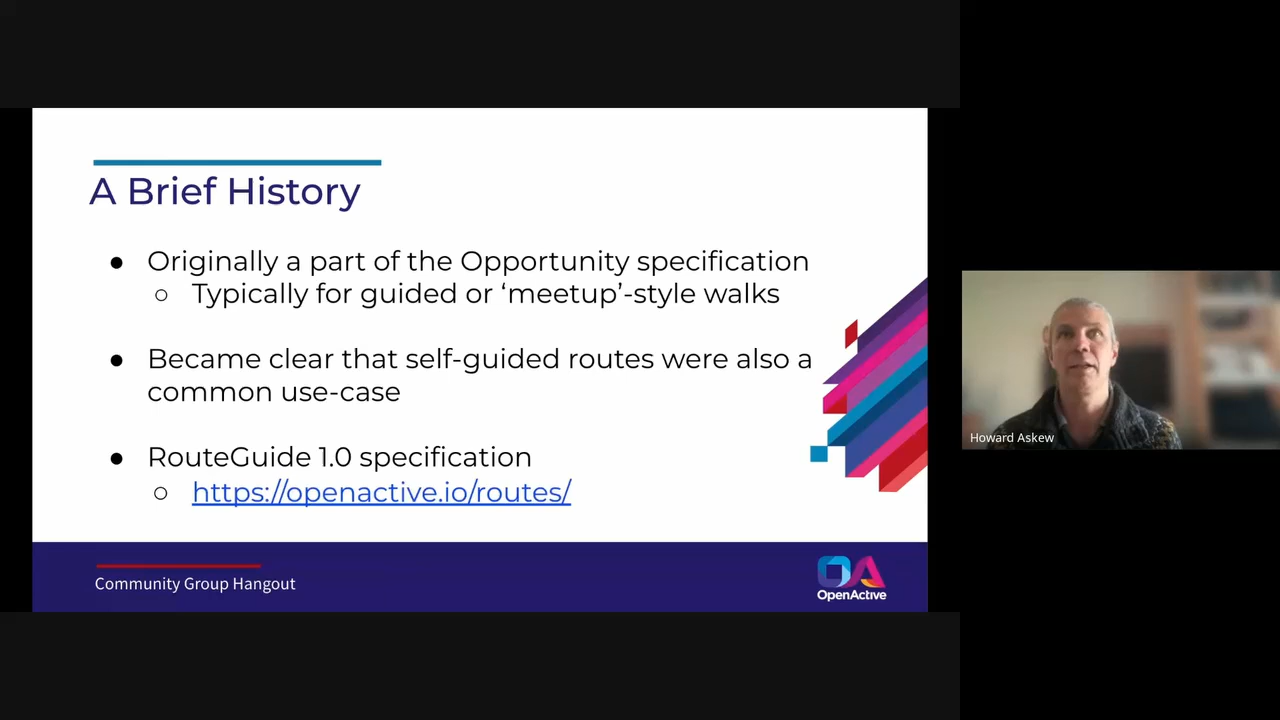 A Brief History
● Originally a part of the Opportunity specification
○ Typically for guided or ‘meetup’-style walks
● Became clear that self-guided routes were also a
common use-case
● RouteGuide 1.0 specification
○ https://openactive.io/routes/
Community Group Hangout
OA
OpenActive
Howard Askew